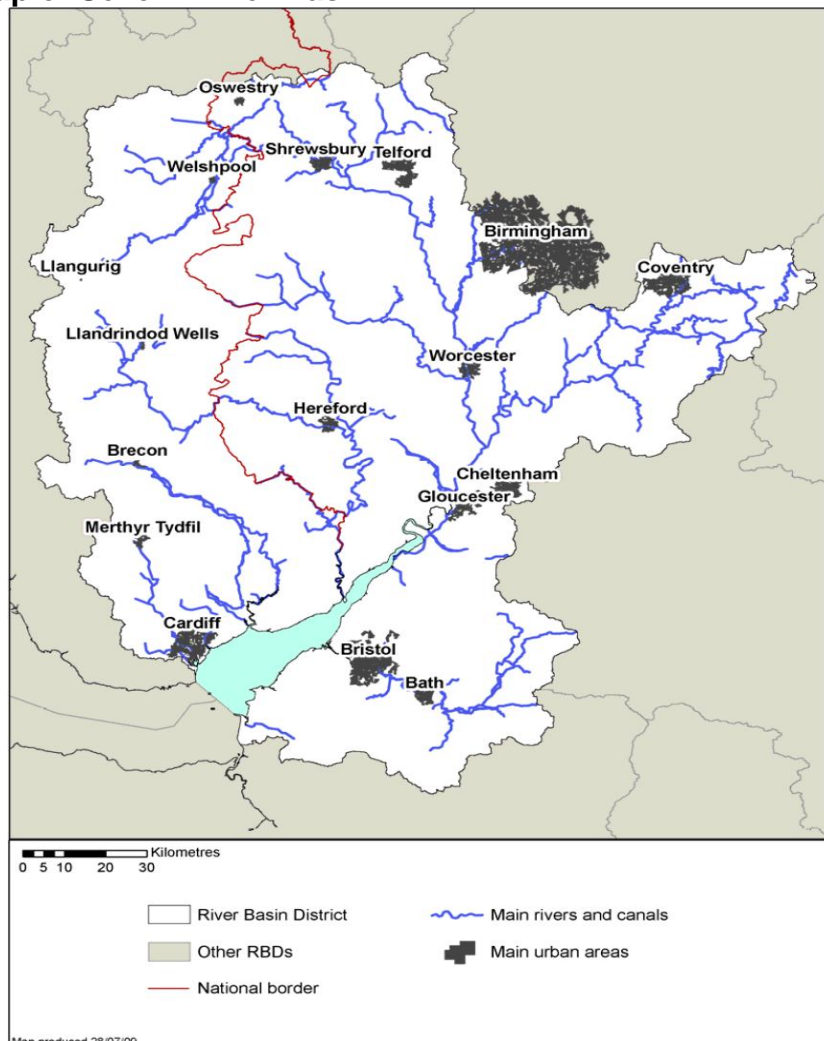 Oswestry
Shrewsbury Telford
Welshpool
Birmingham
Llangurig
Coventry
Llandrindod Wells
Worcester
Hereford
Brecon
Cheltenham
Gloucester
Merthyr Tydfil
Cardiff
Bristol
Bath
Kilometres
0 5 10 20 30
River Basin District
Main rivers and canals
Other RBDs
Main urban areas
National border